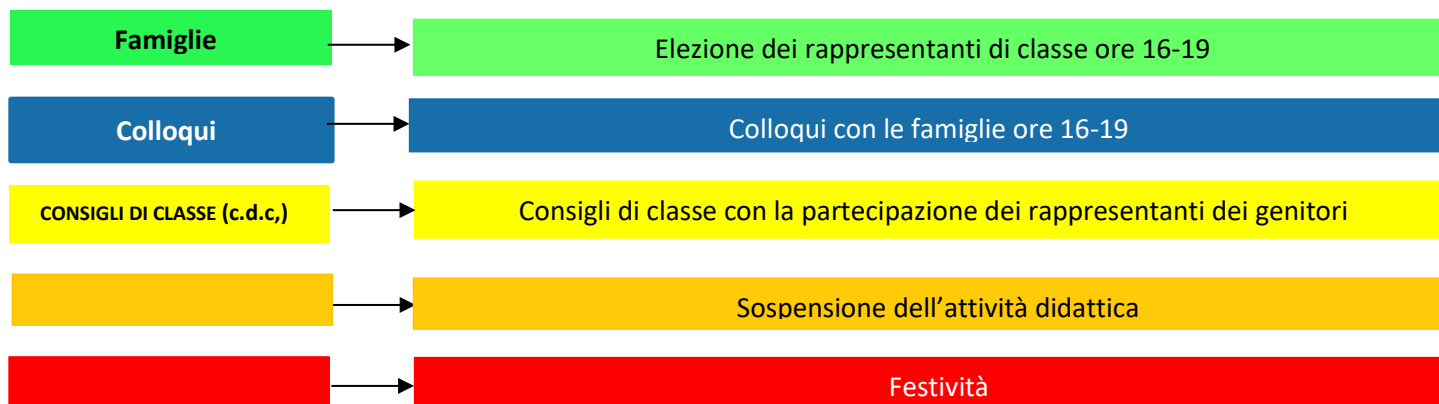 Famiglie
Elezione dei rappresentanti di classe ore 16-19
Colloqui
Colloqui con le famiglie ore 16-19
CONSIGLI DI CLASSE (c.d.c,)
Consigli di classe con la partecipazione dei rappresentanti dei genitori
Sospensione dell’attività didattica
Festività